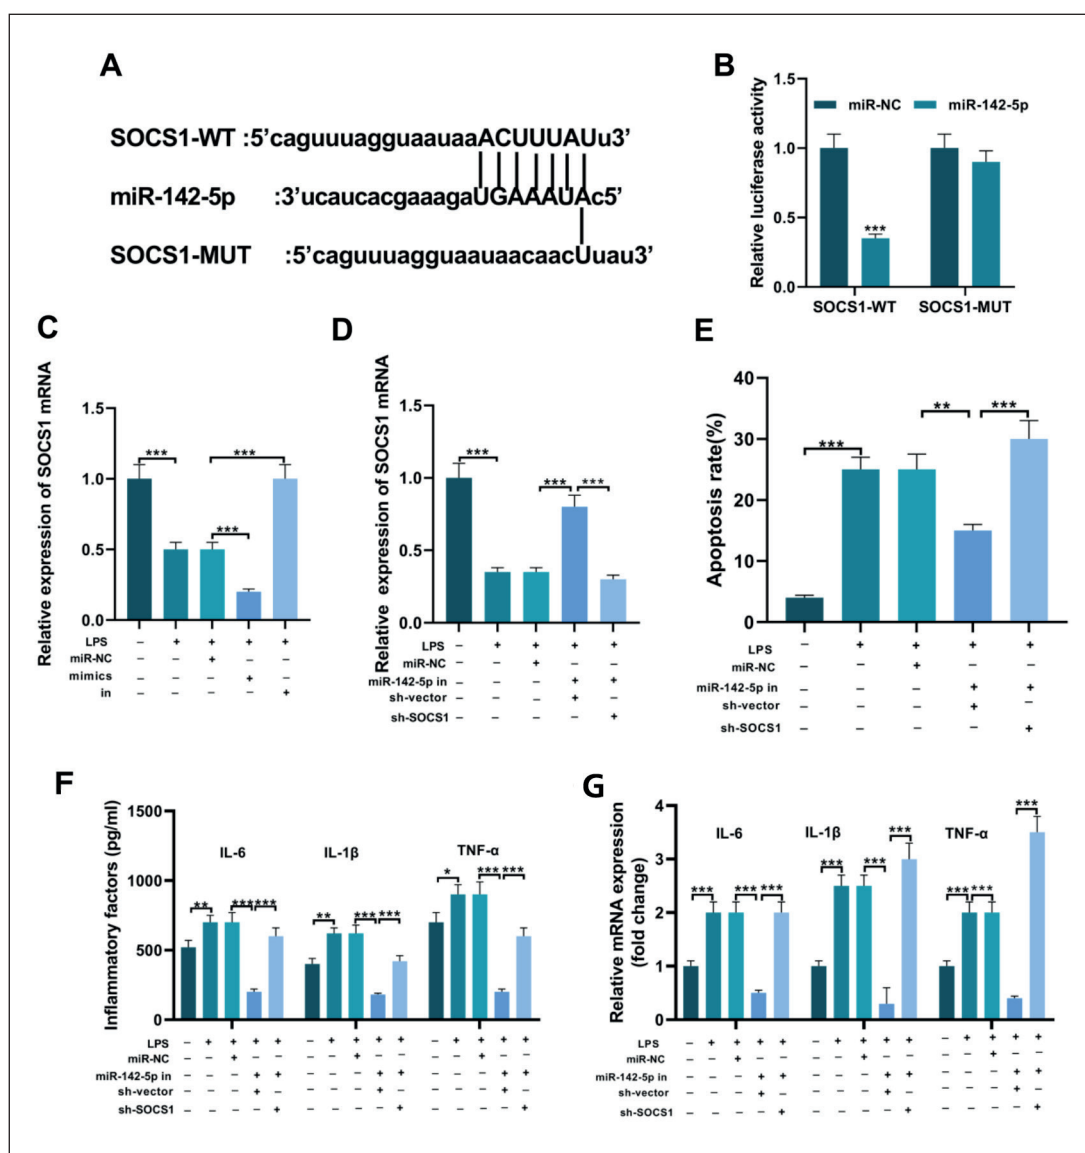 A
SOCS1-WT :5’caguuuagguaauaaACUUUAUu3’
miR-142-5p :3’ucaucacgaaagaUGAAAUAc5’
SOCS1-MUT :5’caguuuagguaauaacaacUuau3’
B
Relative luciferase activity
1.5
1.0
0.5
0.0
miR-NC miR-142-5p
***
SOCS1-WT SOCS1-MUT
C
Relative expression of SOCS1 mRNA
1.5
1.0
0.5
0.0
*** *** ***
LPS – + + + +
miR-NC – – + – –
mimics – – – + –
in – – – – +
D
Relative expression of SOCS1 mRNA
1.5
1.0
0.5
0.0
*** *** ***
LPS – + + + +
miR-NC – – + – –
miR-142-5p in – – – + +
sh-vector – – – + –
sh-SOCS1 – – – – +
E
Apoptosis rate(%)
40
30
20
10
0
*** ** ***
LPS – + + + +
miR-NC – – + – –
miR-142-5p in – – – + +
sh-vector – – – + –
sh-SOCS1 – – – – +
F
Inflammatory factors (pg/ml)
1500
1000
500
0
IL-6 IL-1β TNF-α
** *** *** ** *** *** * *** ***
LPS – + + + + – + + + + – + + + +
miR-NC – – + – – – – + – – – – + – –
miR-142-5p in – – – + + – – – + + – – – + +
sh-vector – – – + – – – – + – – – – + –
sh-SOCS1 – – – – + – – – – + – – – – +
G
Relative mRNA expression
(fold change)
4
3
2
1
0
IL-6 IL-1β TNF-α
*** *** *** *** *** *** *** *** ***
LPS – + + + + – + + + + – + + + +
miR-NC – – + – – – – + – – – – + – –
miR-142-5p in – – – + + – – – + + – – – + +
sh-vector – – – + – – – – + – – – – + –
sh-SOCS1 – – – – + – – – – + – – – – +